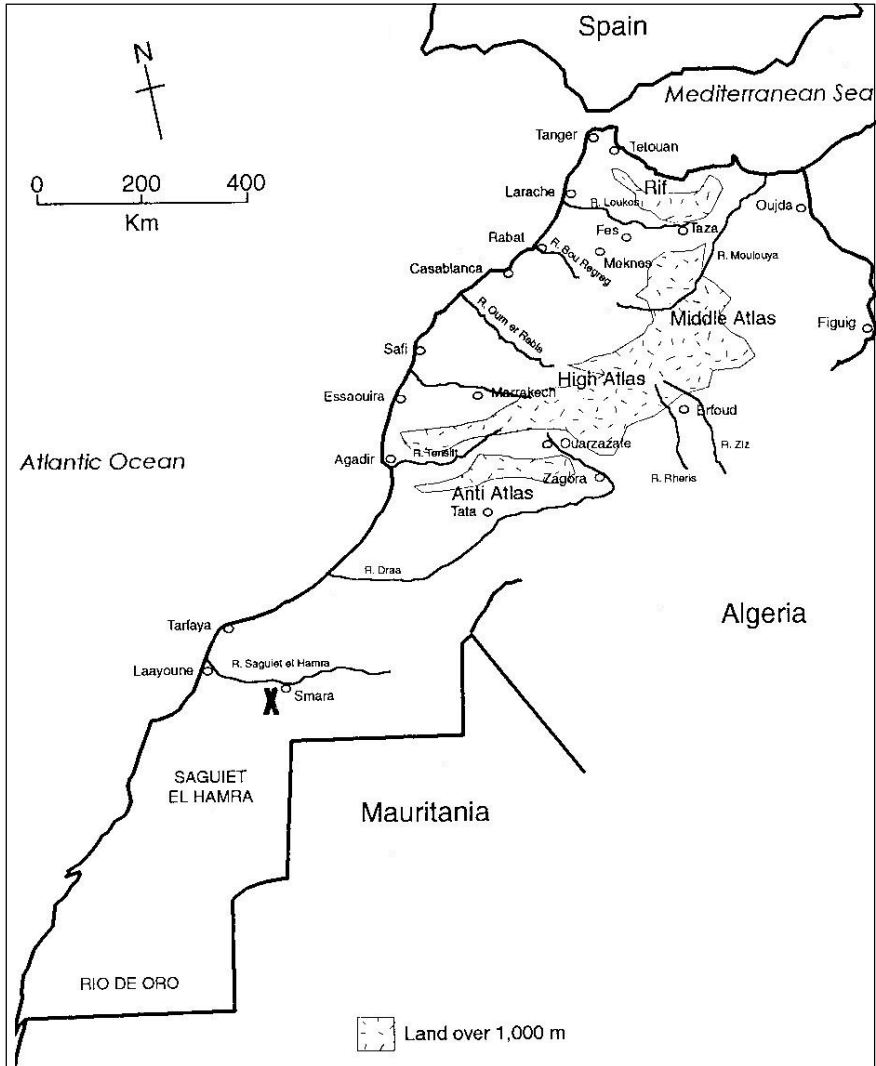 Spain
Mediterranean Sea
N
0 200 400
Km
Tanger
Tetouan
Rif
Larache
R. Loukos
Oujda
Fes
Taza
Rabat
R. Bou Regreg
Meknes
R. Moulouya
Casablanca
R. Oum er Rabia
Middle Atlas
Figuig
Safi
High Atlas
Essaouira
Marrakech
Erfoud
Ouarzazate
R. Ziz
Atlantic Ocean
Agadir
R. Tensift
Zagora
R. Rheris
Anti Atlas
Tata
R. Draa
Algeria
Tarfaya
Laayoune
R. Saguiet el Hamra
Smara
X
SAGUIET
EL HAMRA
Mauritania
RIO DE ORO
Land over 1,000 m